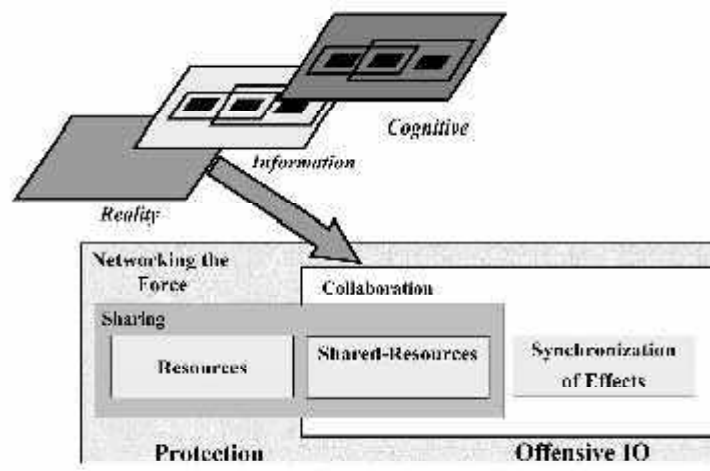 Cognitive
Information
Reality
Networking the
Force
Collaboration
Sharing
Resources
Shared-Resources
Synchronization
of Effects
Protection
Offensive IO